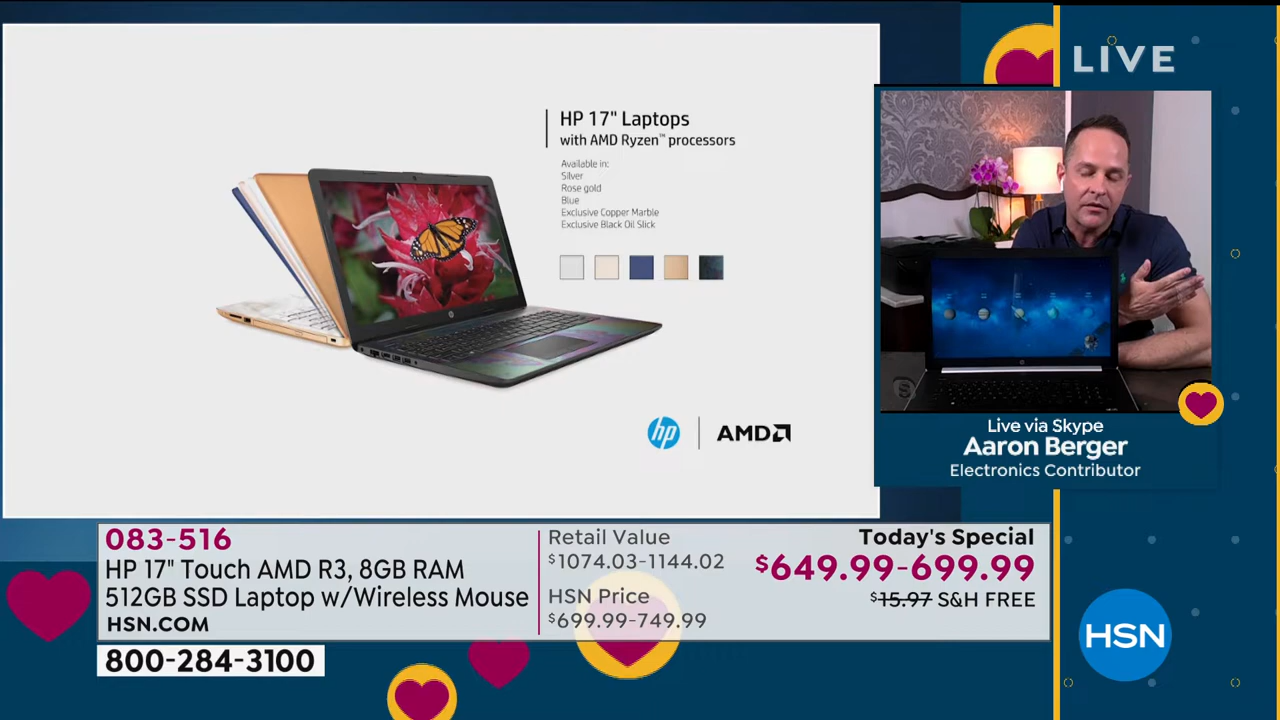 LIVE
HP 17" Laptops
with AMD Ryzen™ processors
Available in:
Silver
Rose gold
Blue
Exclusive Copper Marble
Exclusive Black Oil Slick
hp
AMD
Live via Skype
Aaron Berger
Electronics Contributor
083-516
HP 17" Touch AMD R3, 8GB RAM
512GB SSD Laptop w/Wireless Mouse
HSN.COM
800-284-3100
Retail Value
$1074.03-1144.02
HSN Price
$699.99-749.99
Today's Special
$649.99-699.99
$15.97 S&H FREE
HSN